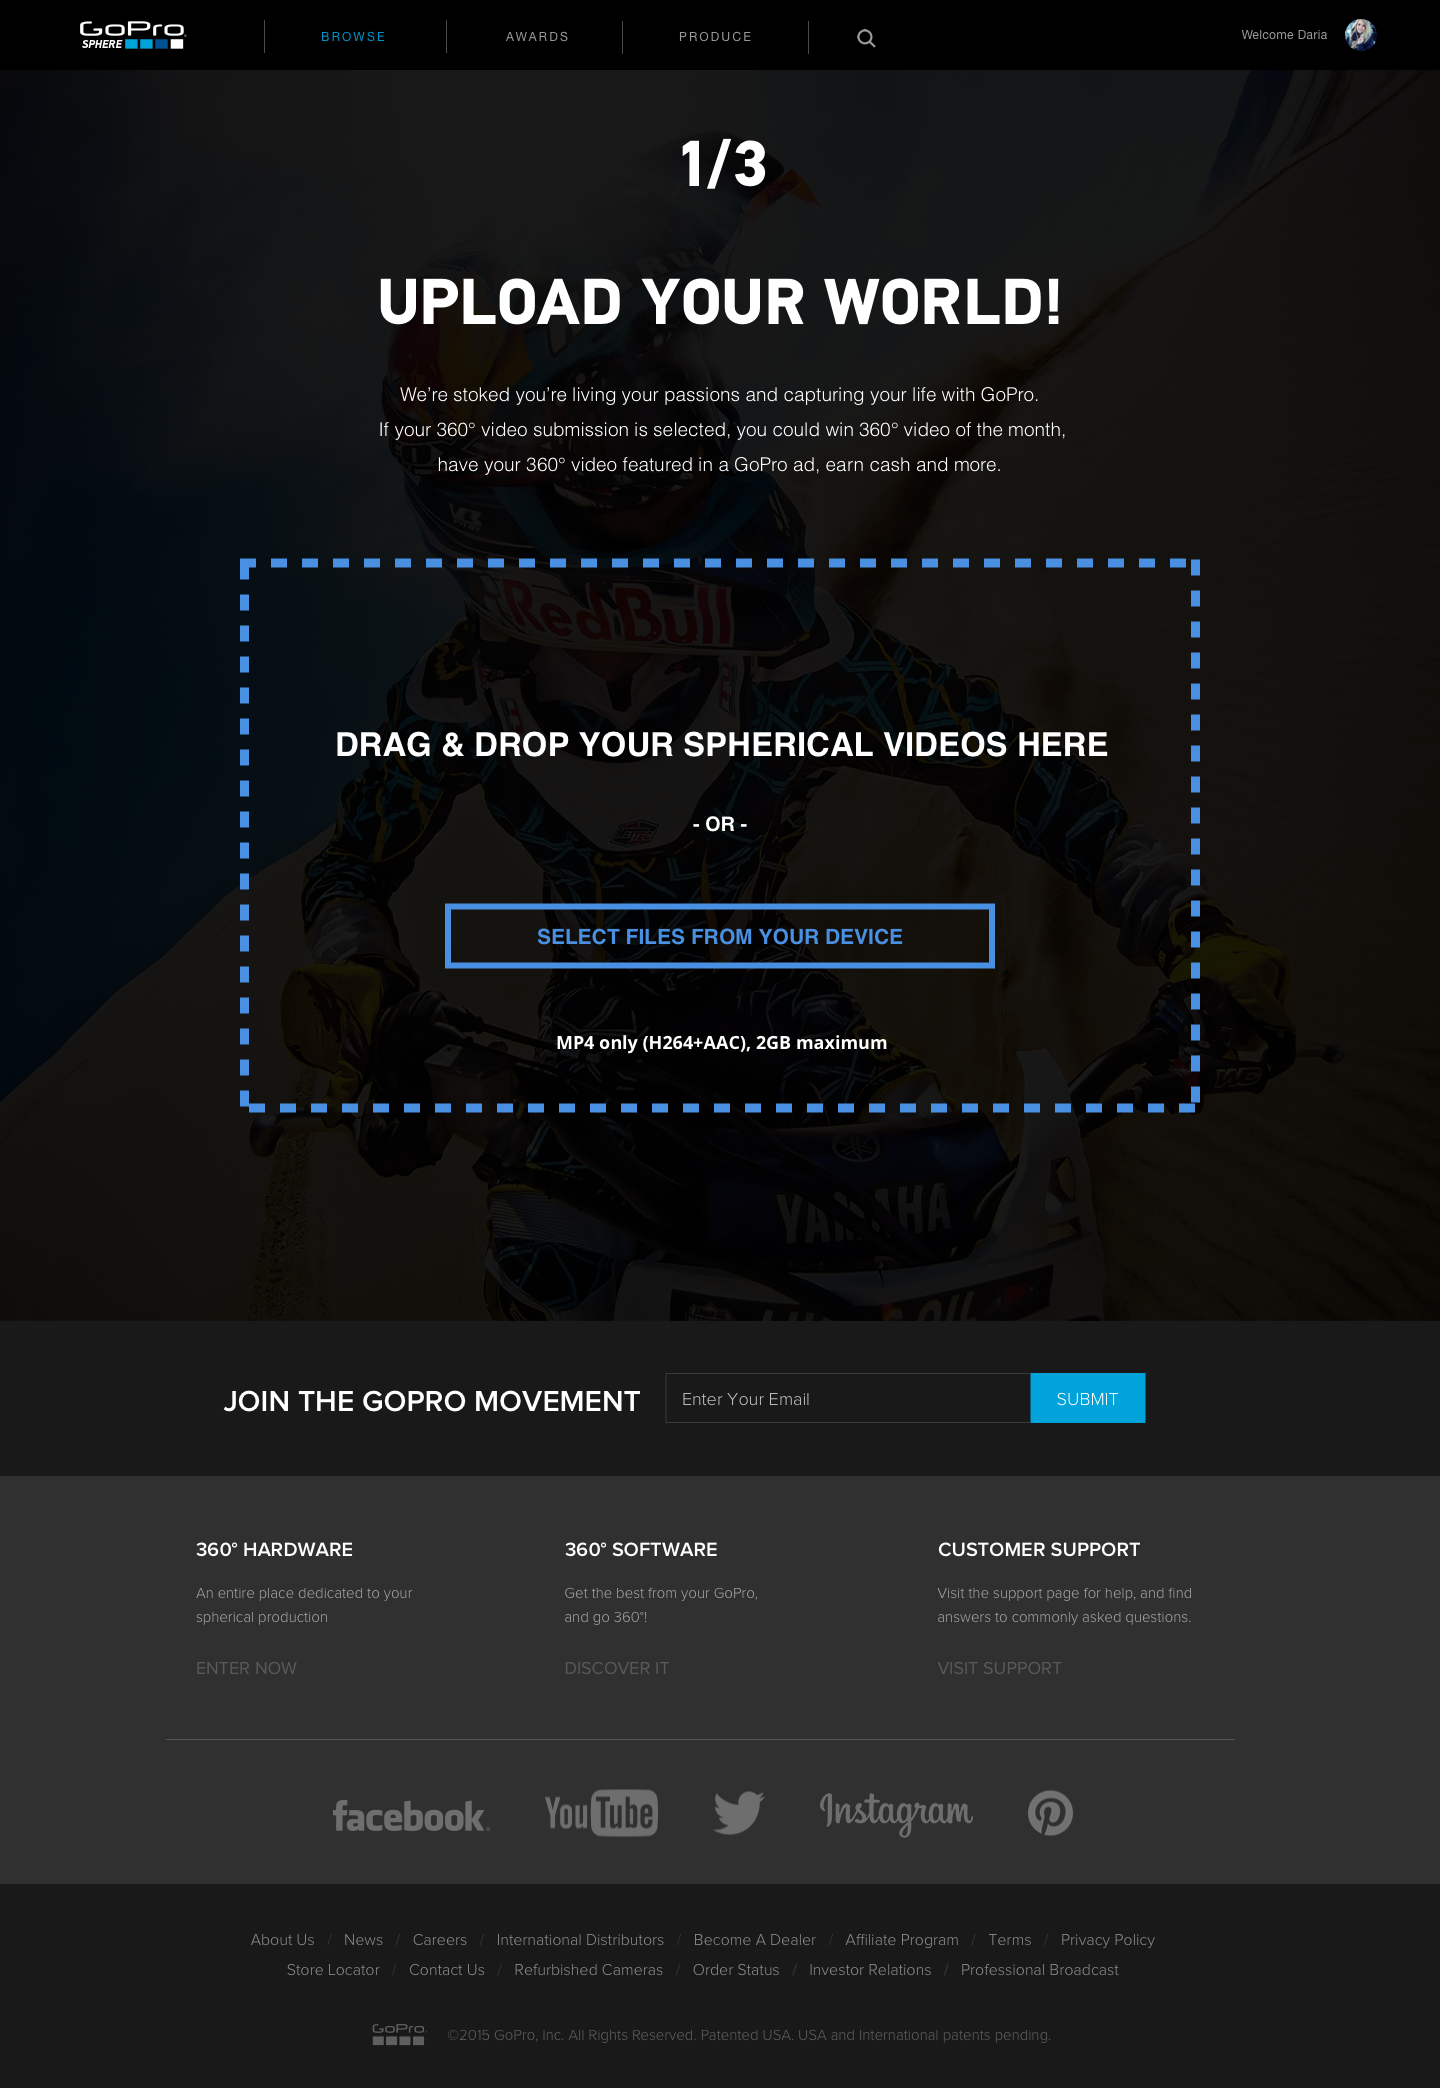 GoPro
SPHERE
BROWSE
AWARDS
PRODUCE
Welcome Daria
1/3
UPLOAD YOUR WORLD!
We're stoked you're living your passions and capturing your life with GoPro.
If your 360° video submission is selected, you could win 360° video of the month,
have your 360° video featured in a GoPro ad, earn cash and more.
Red Bull
DRAG & DROP YOUR SPHERICAL VIDEOS HERE
- OR -
SELECT FILES FROM YOUR DEVICE
MP4 only (H264+AAC), 2GB maximum
YAMAHA
JOIN THE GOPRO MOVEMENT
Enter Your Email
SUBMIT
360° HARDWARE
An entire place dedicated to your
spherical production
ENTER NOW
360° SOFTWARE
Get the best from your GoPro,
and go 360°!
DISCOVER IT
CUSTOMER SUPPORT
Visit the support page for help, and find
answers to commonly asked questions.
VISIT SUPPORT
facebook.
YouTube
Instagram
About Us / News / Careers / International Distributors / Become A Dealer / Affiliate Program / Terms / Privacy Policy
Store Locator / Contact Us / Refurbished Cameras / Order Status / Investor Relations / Professional Broadcast
GoPro
©2015 GoPro, Inc. All Rights Reserved. Patented USA. USA and International patents pending.